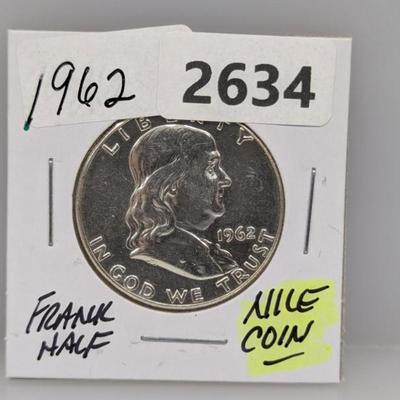 1962
2634
LIBERTY
1962
IN GOD WE TRUST
FRANK
HALF
NICE
COIN